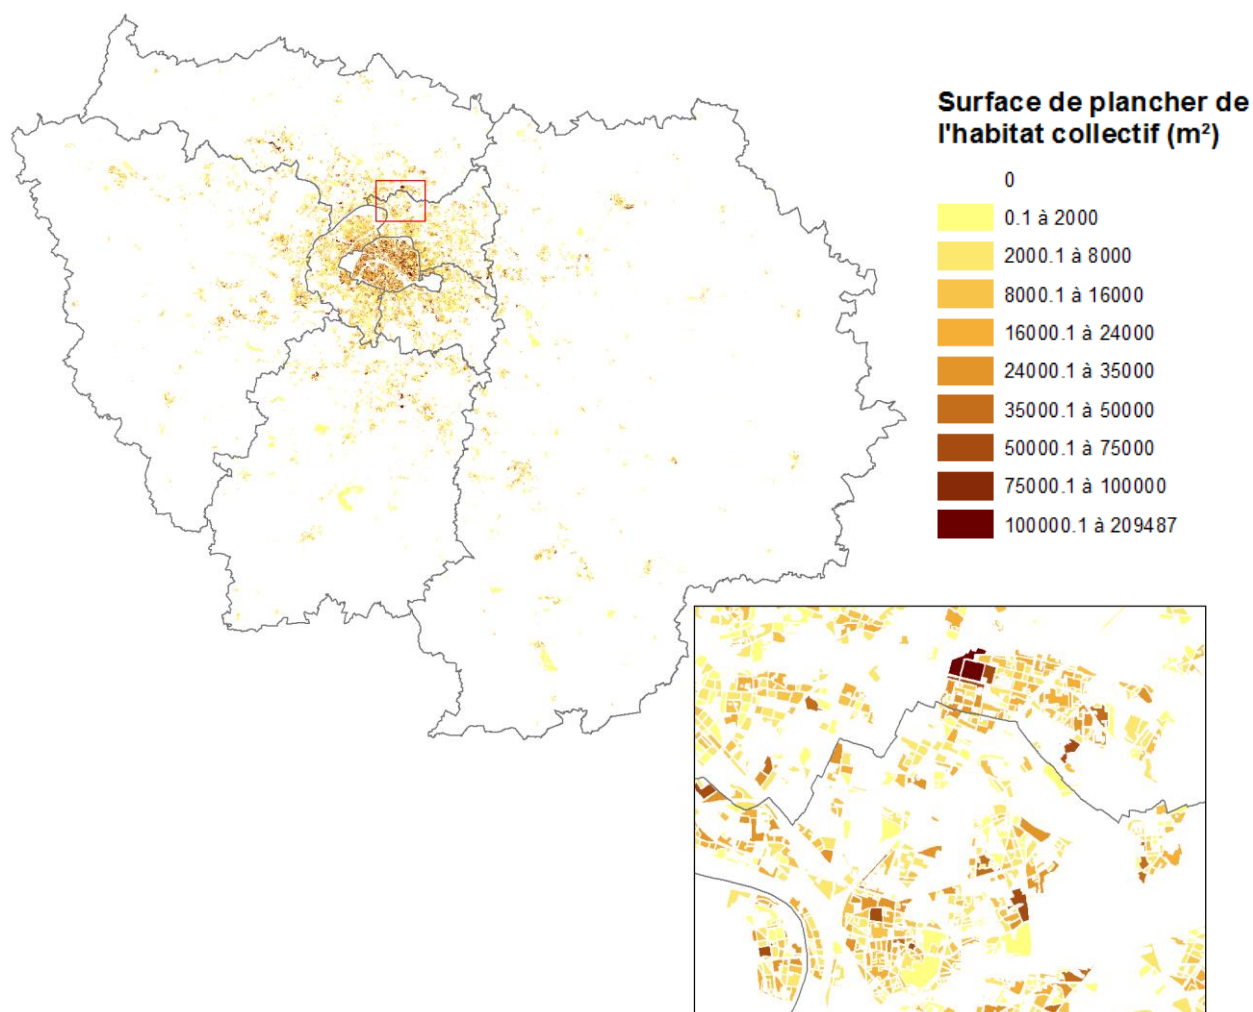 Surface de plancher de
l'habitat collectif (m²)
0
0.1 à 2000
2000.1 à 8000
8000.1 à 16000
16000.1 à 24000
24000.1 à 35000
35000.1 à 50000
50000.1 à 75000
75000.1 à 100000
100000.1 à 209487